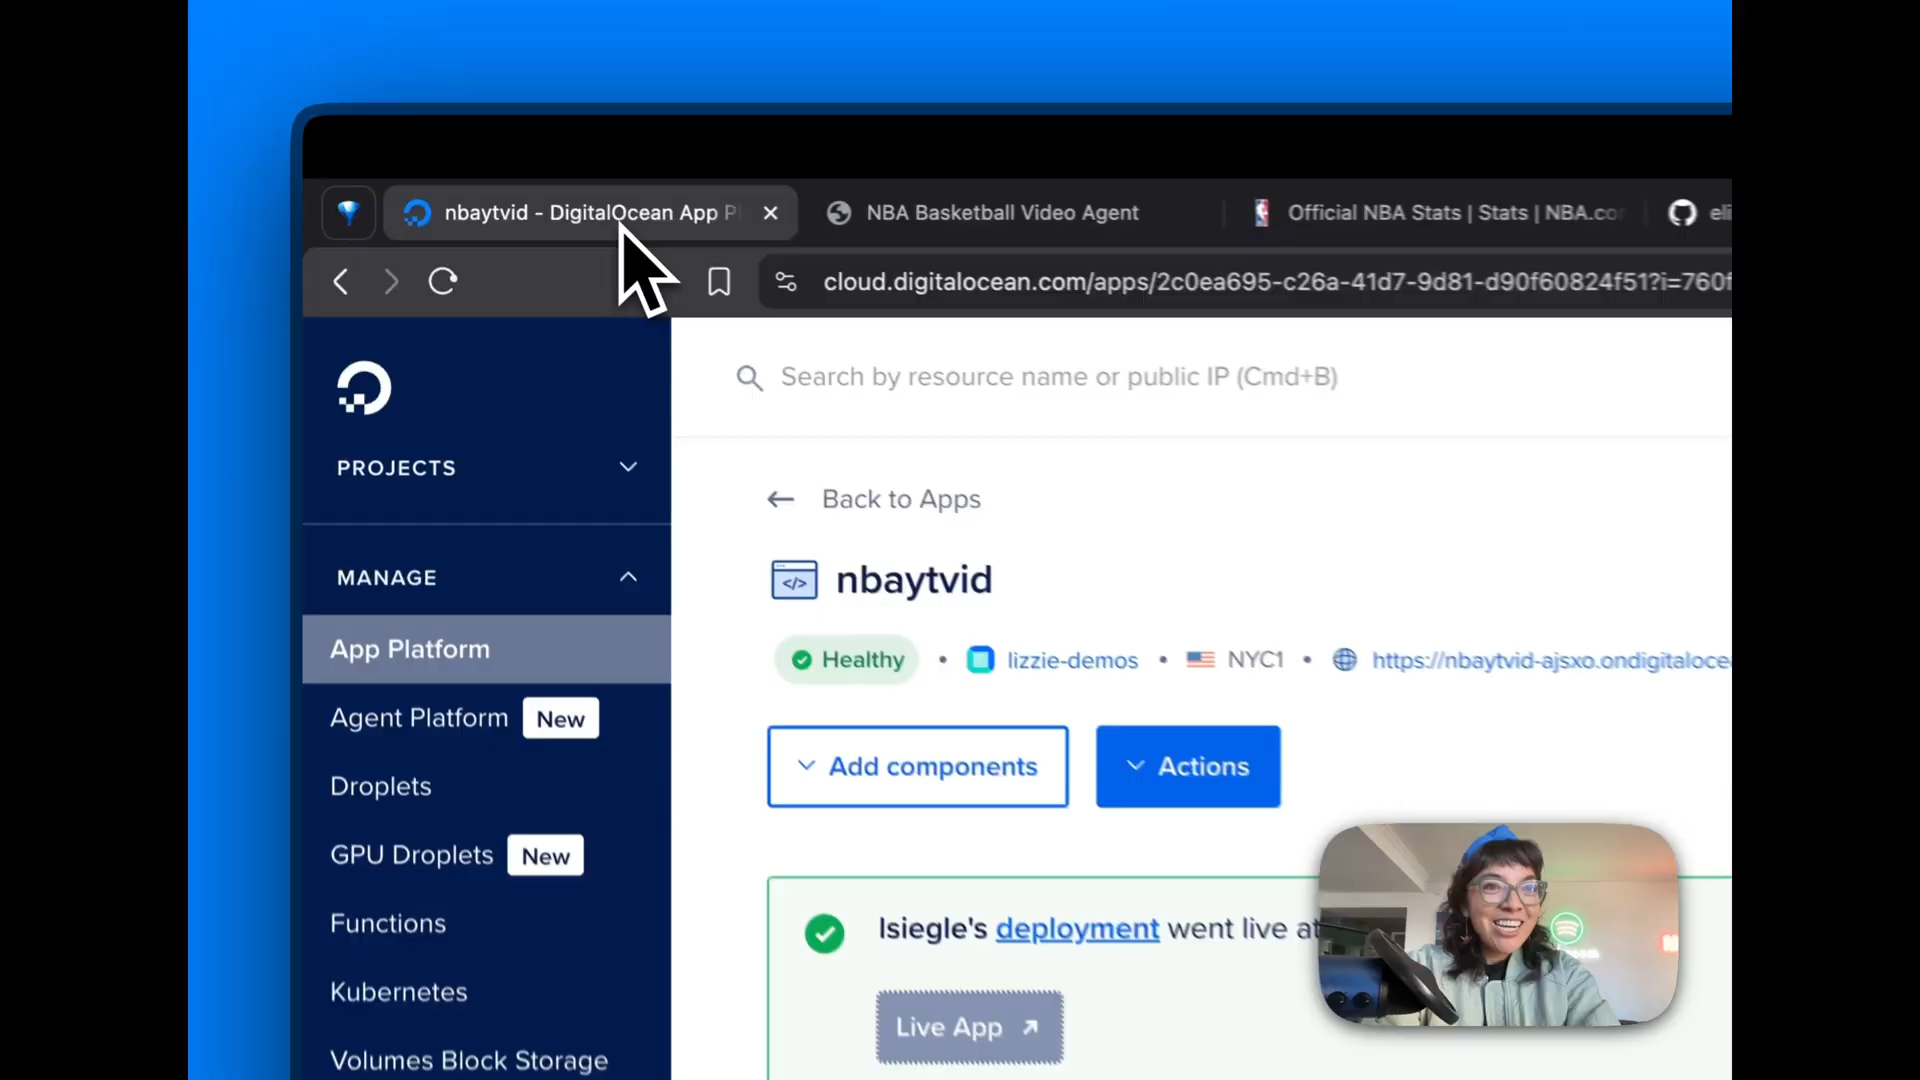 nbaytvid - DigitalOcean App P
NBA Basketball Video Agent
Official NBA Stats | Stats | NBA.co
eli
cloud.digitalocean.com/apps/2c0ea695-c26a-41d7-9d81-d90f60824f51?i=760f
Search by resource name or public IP (Cmd+B)
PROJECTS
Back to Apps
MANAGE
nbaytvid
App Platform
Healthy • lizzie-demos • NYC1 • https://nbaytvid-ajsxo.ondigitaloce
Agent Platform New
Add components
Actions
Droplets
GPU Droplets New
Functions
lsiegle's deployment went live at
Kubernetes
Live App
Volumes Block Storage